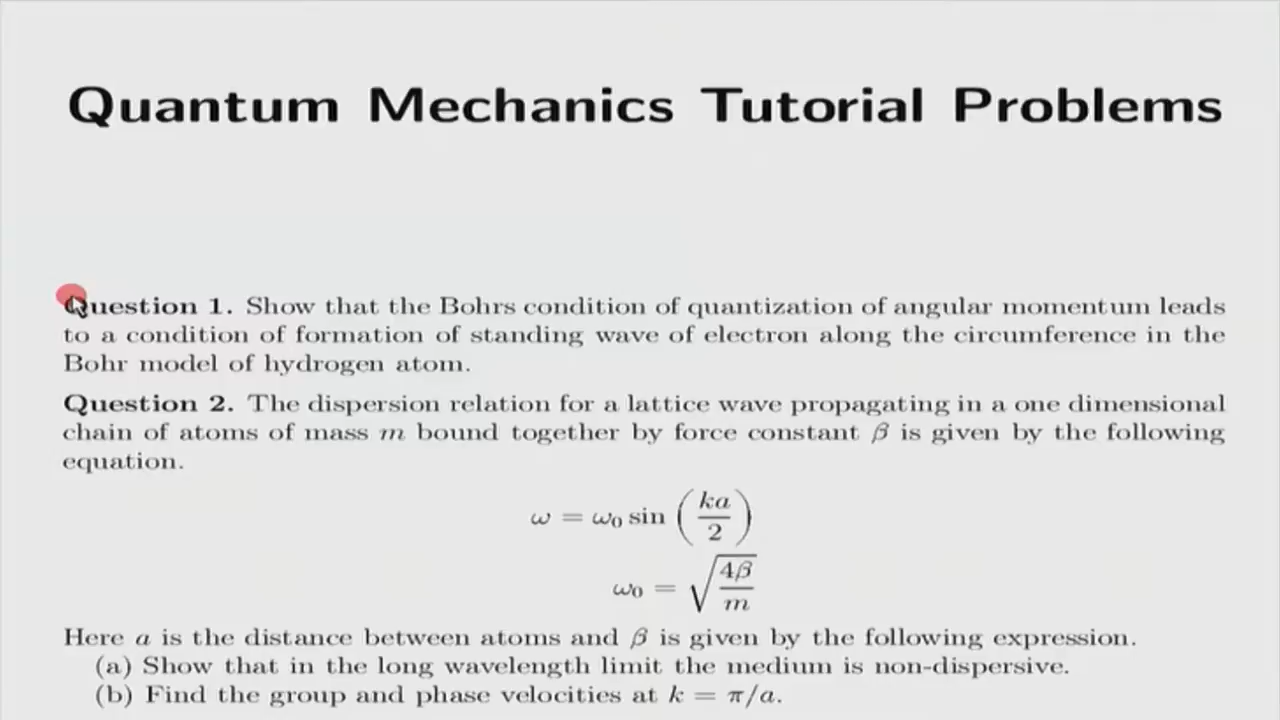 Quantum Mechanics Tutorial Problems
Question 1. Show that the Bohrs condition of quantization of angular momentum leads
to a condition of formation of standing wave of electron along the circumference in the
Bohr model of hydrogen atom.
Question 2. The dispersion relation for a lattice wave propagating in a one dimensional
chain of atoms of mass m bound together by force constant β is given by the following
equation.
ω = ω₀ sin (ka/2)
ω₀ = √(4β/m)
Here a is the distance between atoms and β is given by the following expression.
(a) Show that in the long wavelength limit the medium is non-dispersive.
(b) Find the group and phase velocities at k = π/a.